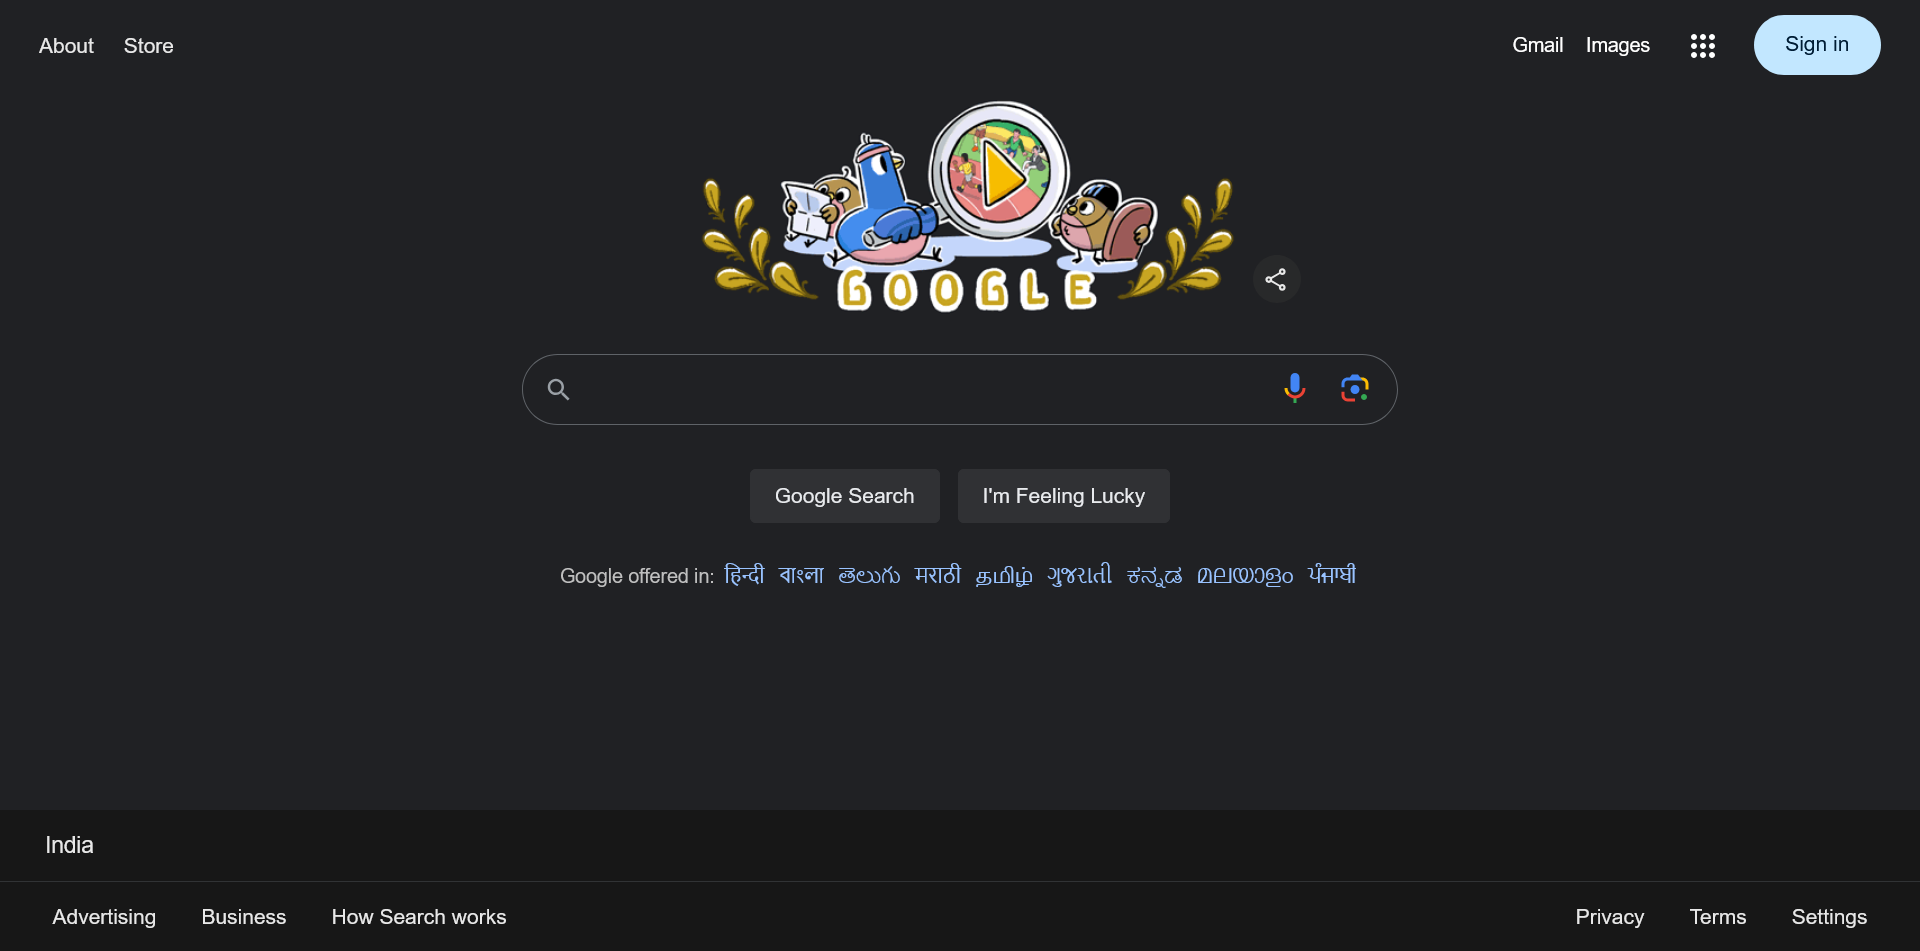 About Store Gmail Images Sign in
GOOGLE
Google Search I'm Feeling Lucky
Google offered in: हिन्दी বাংলা తెలుగు मराठी தமிழ் ગુજરાતી ಕನ್ನಡ മലയാളം ਪੰਜਾਬੀ
India
Advertising Business How Search works Privacy Terms Settings